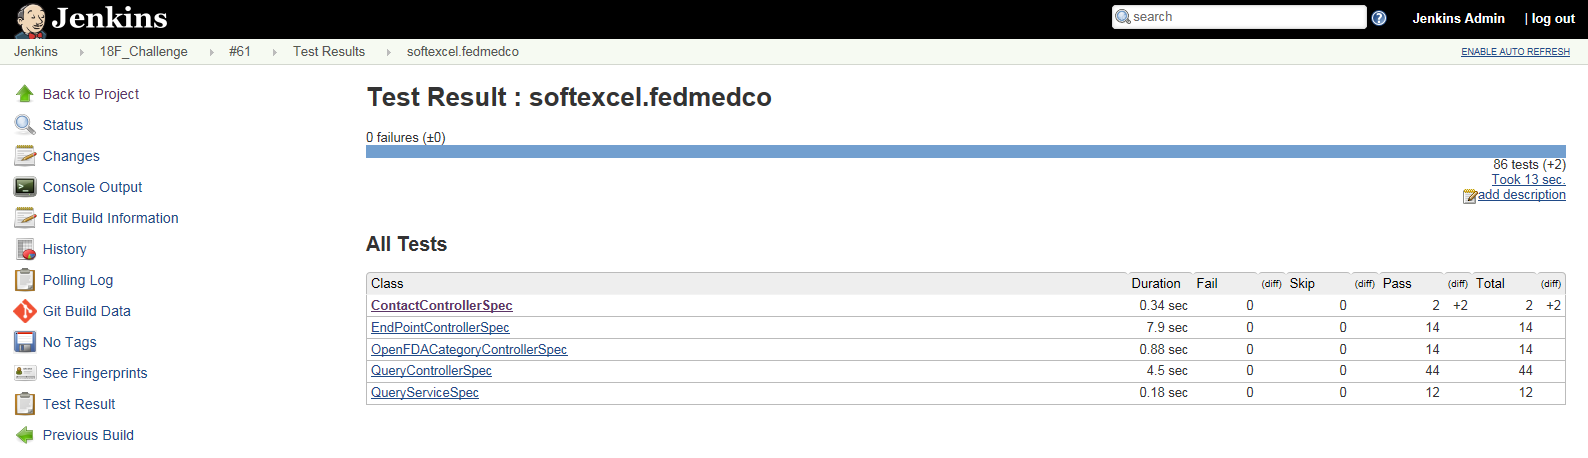 Jenkins
search
Jenkins Admin | log out
Jenkins 18F_Challenge #61 Test Results softexcel.fedmedco
ENABLE AUTO REFRESH
Back to Project
Status
Changes
Console Output
Edit Build Information
History
Polling Log
Git Build Data
No Tags
See Fingerprints
Test Result
Previous Build
Test Result : softexcel.fedmedco
0 failures (±0)
86 tests (+2)
Took 13 sec.
add description
All Tests
Class Duration Fail (diff) Skip (diff) Pass (diff) Total (diff)
ContactControllerSpec 0.34 sec 0 0 2 +2 2 +2
EndPointControllerSpec 7.9 sec 0 0 14 14
OpenFDACategoryControllerSpec 0.88 sec 0 0 14 14
QueryControllerSpec 4.5 sec 0 0 44 44
QueryServiceSpec 0.18 sec 0 0 12 12